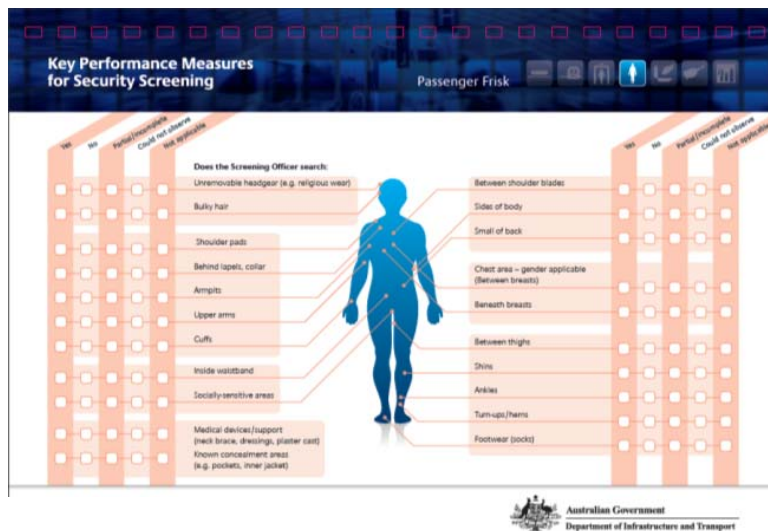 Key Performance Measures
for Security Screening
Passenger Frisk
Yes
No
Partial/incomplete
Could not observe
Not applicable
Does the Screening Officer search:
Unremovable headgear (e.g. religious wear)
Bulky hair
Shoulder pads
Behind lapels, collar
Armpits
Upper arms
Cuffs
Inside waistband
Socially-sensitive areas
Medical devices/support
(neck brace, dressings, plaster cast)
Known concealment areas
(e.g. pockets, inner jacket)
Yes
No
Partial/incomplete
Could not observe
Not applicable
Between shoulder blades
Sides of body
Small of back
Chest area – gender applicable
(Between breasts)
Beneath breasts
Between thighs
Shins
Ankles
Turn-ups/hems
Footwear (socks)
Australian Government
Department of Infrastructure and Transport